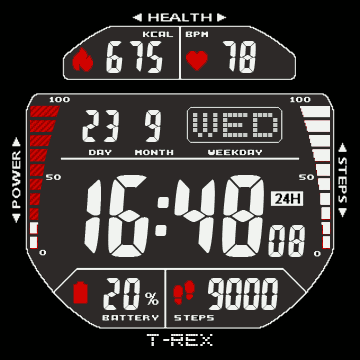 HEALTH
KCAL BPM
675 78
100 100
23 9 WED
DAY MONTH WEEKDAY
POWER
STEPS
50 50
16:48 24H
08
0 0
20% 9000
BATTERY STEPS
T-REX